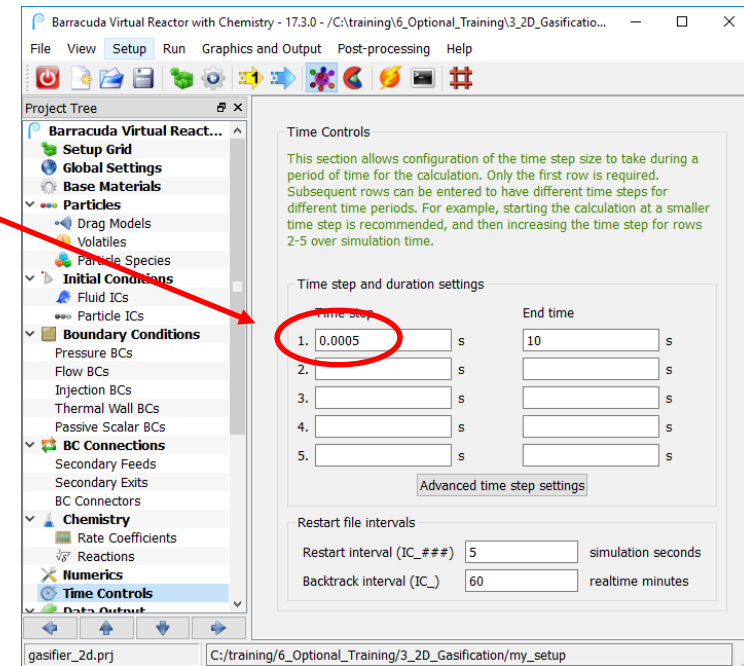 Barracuda Virtual Reactor with Chemistry - 17.3.0 - /C:\training\6_Optional_Training\3_2D_Gasificatio...
File View Setup Run Graphics and Output Post-processing Help
Project Tree
Barracuda Virtual React...
Setup Grid
Global Settings
Base Materials
Particles
Drag Models
Volatiles
Particle Species
Initial Conditions
Fluid ICs
Particle ICs
Boundary Conditions
Pressure BCs
Flow BCs
Injection BCs
Thermal Wall BCs
Passive Scalar BCs
BC Connections
Secondary Feeds
Secondary Exits
BC Connectors
Chemistry
Rate Coefficients
Reactions
Numerics
Time Controls
Data Output
Time Controls
This section allows configuration of the time step size to take during a
period of time for the calculation. Only the first row is required.
Subsequent rows can be entered to have different time steps for
different time periods. For example, starting the calculation at a smaller
time step is recommended, and then increasing the time step for rows
2-5 over simulation time.
Time step and duration settings
Time step End time
1. 0.0005 s 10 s
2. s s
3. s s
4. s s
5. s s
Advanced time step settings
Restart file intervals
Restart interval (IC_###) 5 simulation seconds
Backtrack interval (IC_) 60 realtime minutes
gasifier_2d.prj C:/training/6_Optional_Training/3_2D_Gasification/my_setup